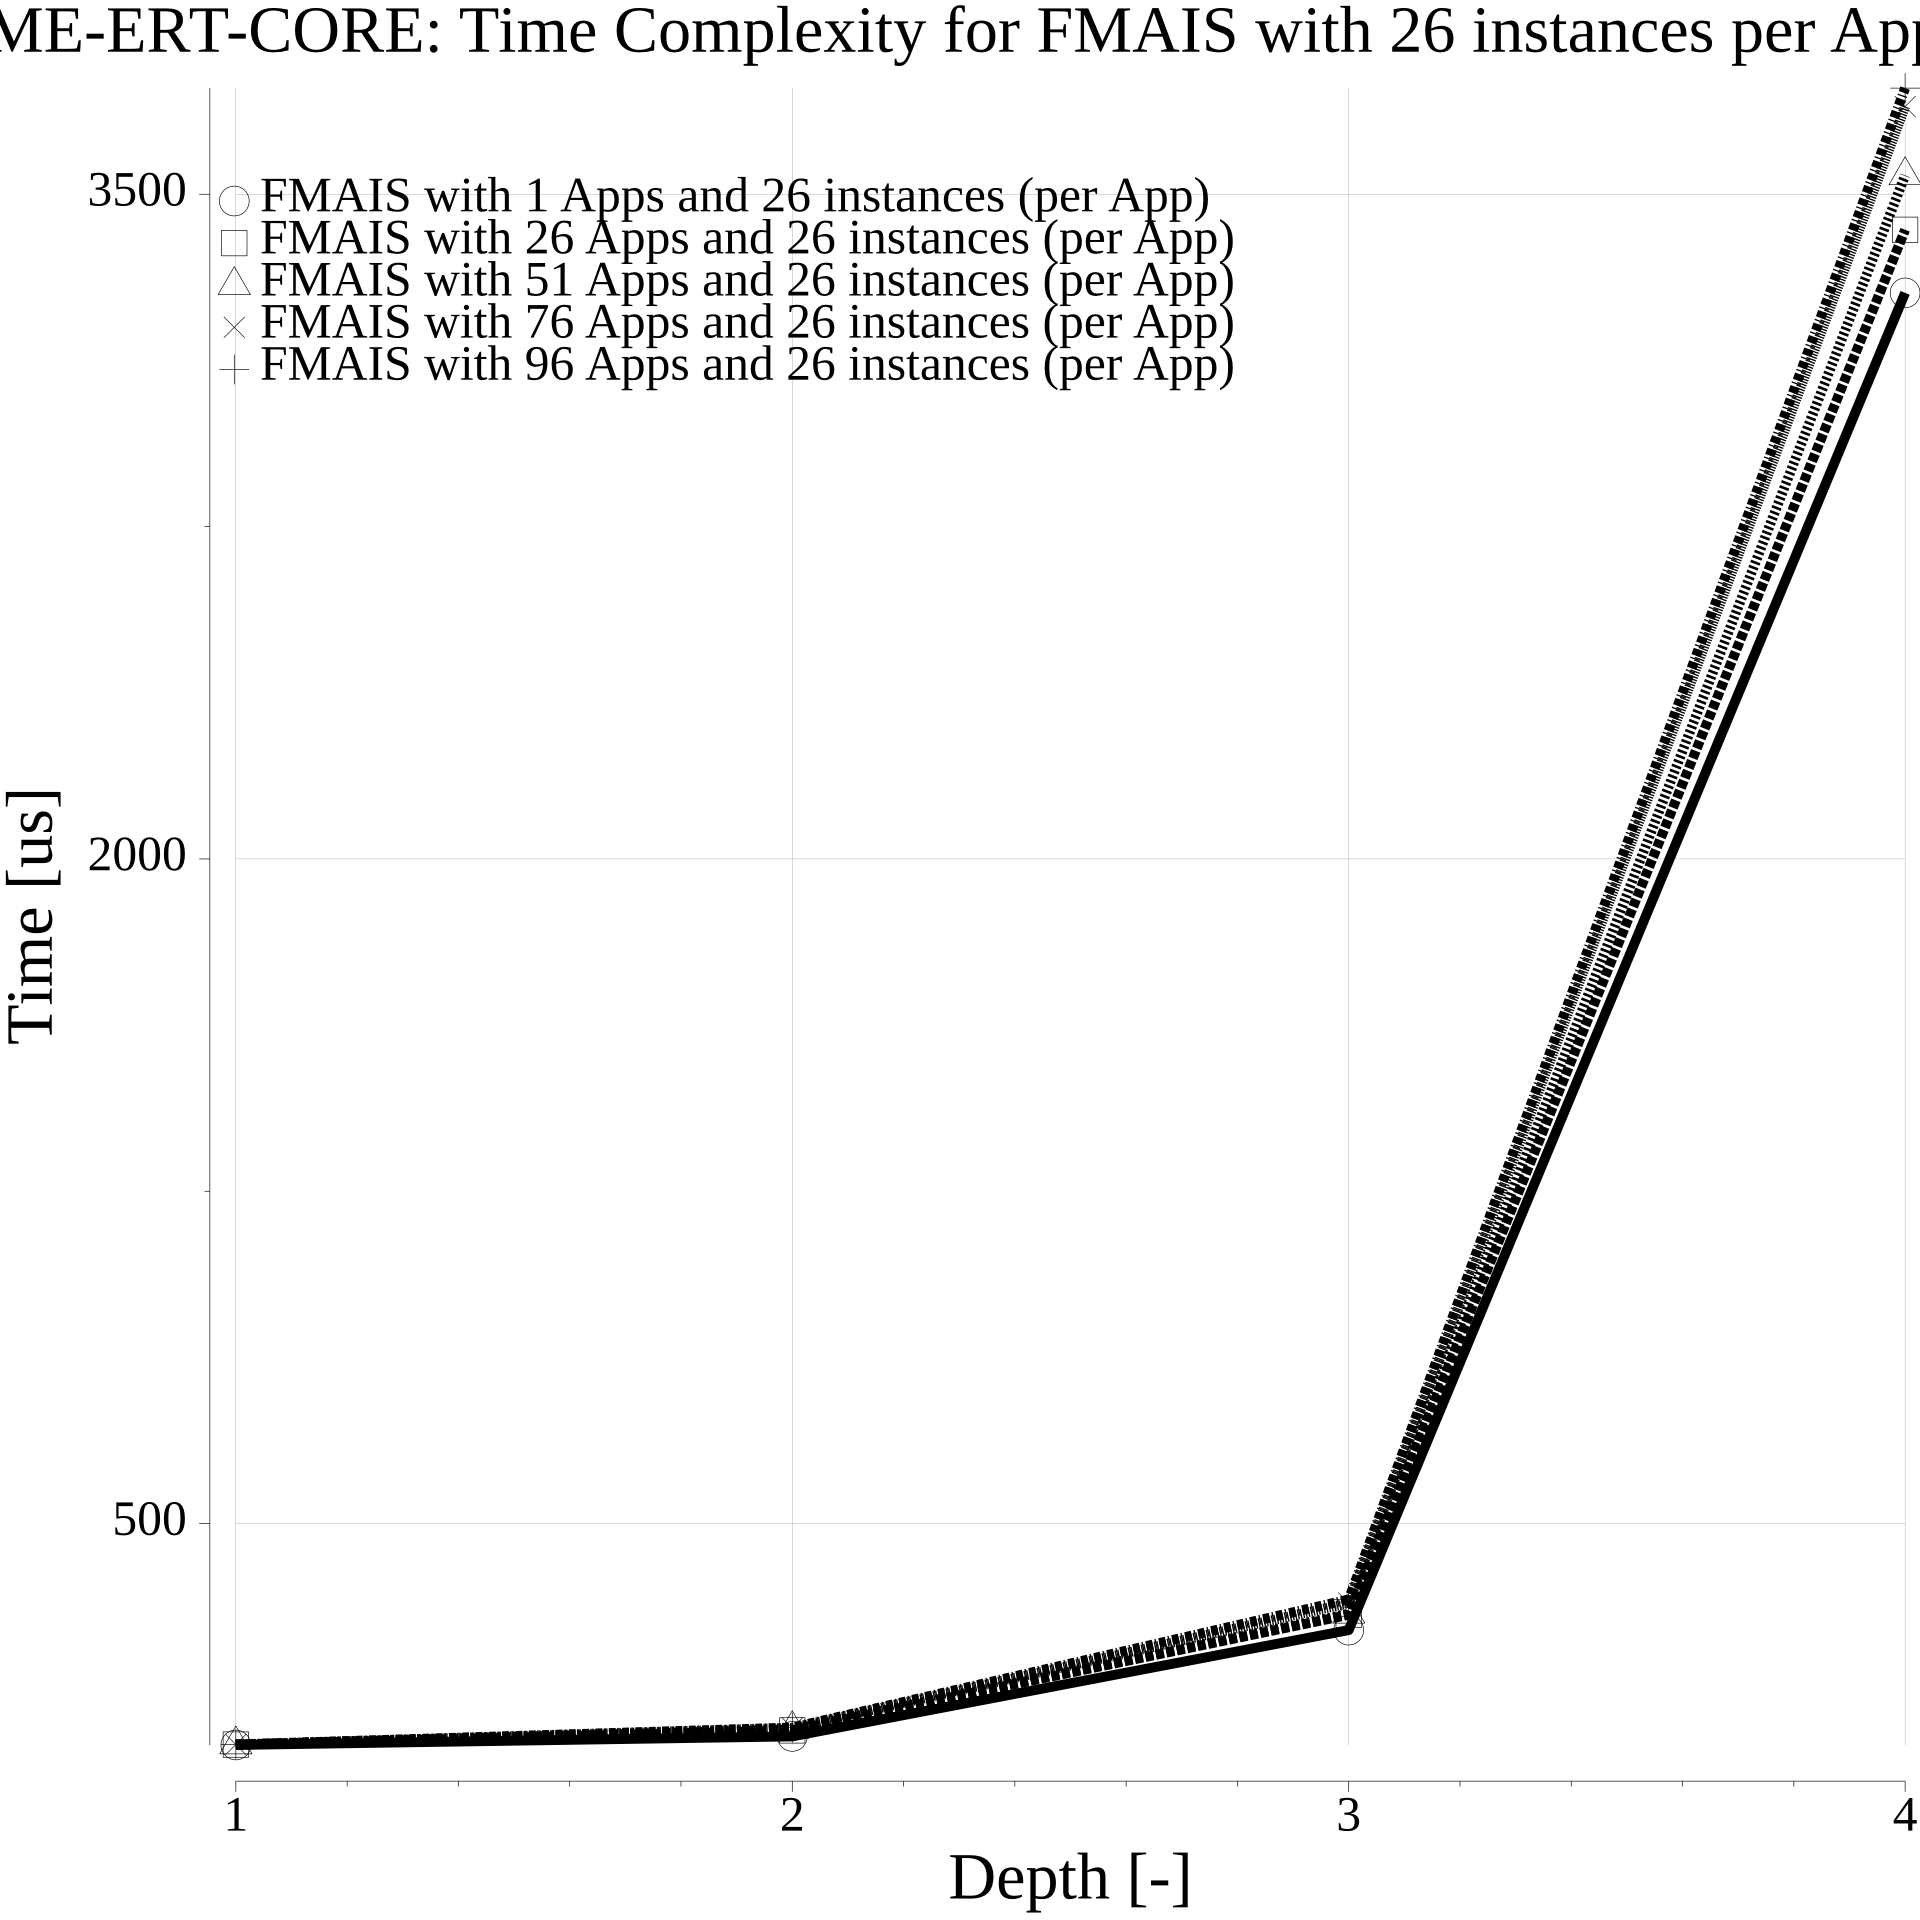 ME-ERT-CORE: Time Complexity for FMAIS with 26 instances per App
3500
FMAIS with 1 Apps and 26 instances (per App)
FMAIS with 26 Apps and 26 instances (per App)
FMAIS with 51 Apps and 26 instances (per App)
FMAIS with 76 Apps and 26 instances (per App)
FMAIS with 96 Apps and 26 instances (per App)
2000
Time [us]
500
1 2 3 4
Depth [-]